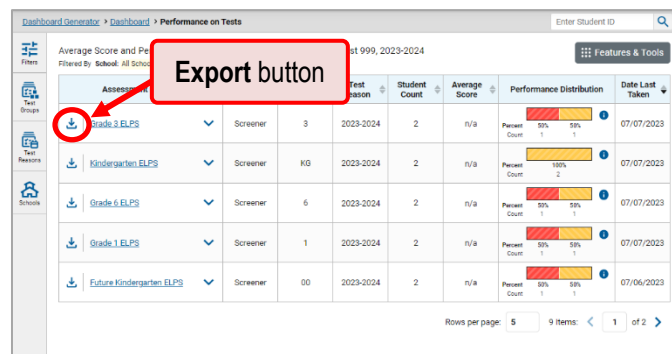 Dashboard Generator > Dashboard > Performance on Tests
Enter Student ID
Filters
Test Groups
Test Reasons
Schools
Average Score and Pe
st 999, 2023-2024
Filtered By School: All Schoo
Features & Tools
Export button
Assessment
Test
eason
Student Count
Average Score
Performance Distribution
Date Last Taken
Grade 3 ELPS Screener 3 2023-2024 2 n/a Percent 50% 50% 07/07/2023
Count 1 1
Kindergarten ELPS Screener KG 2023-2024 2 n/a Percent 100% 07/07/2023
Count 2
Grade 6 ELPS Screener 6 2023-2024 2 n/a Percent 50% 50% 07/07/2023
Count 1 1
Grade 1 ELPS Screener 1 2023-2024 2 n/a Percent 50% 50% 07/07/2023
Count 1 1
Future Kindergarten ELPS Screener 00 2023-2024 2 n/a Percent 50% 50% 07/06/2023
Count 1 1
Rows per page: 5 9 Items: 1 of 2